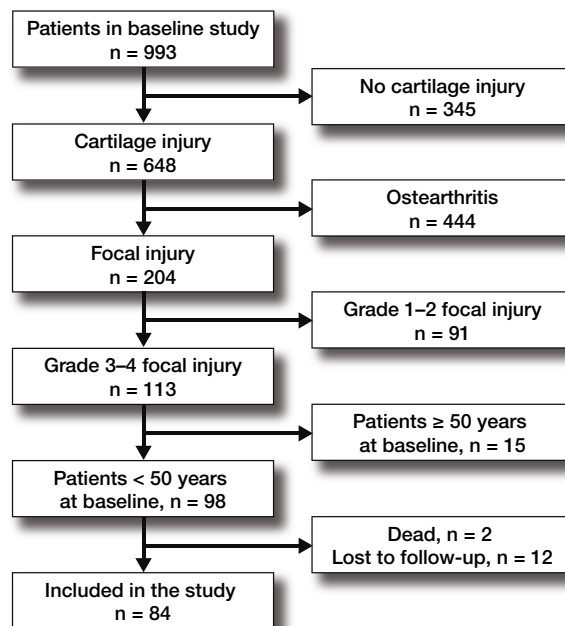 Patients in baseline study
n = 993
No cartilage injury
n = 345
Cartilage injury
n = 648
Ostearthritis
n = 444
Focal injury
n = 204
Grade 1–2 focal injury
n = 91
Grade 3–4 focal injury
n = 113
Patients ≥ 50 years
at baseline, n = 15
Patients < 50 years
at baseline, n = 98
Dead, n = 2
Lost to follow-up, n = 12
Included in the study
n = 84